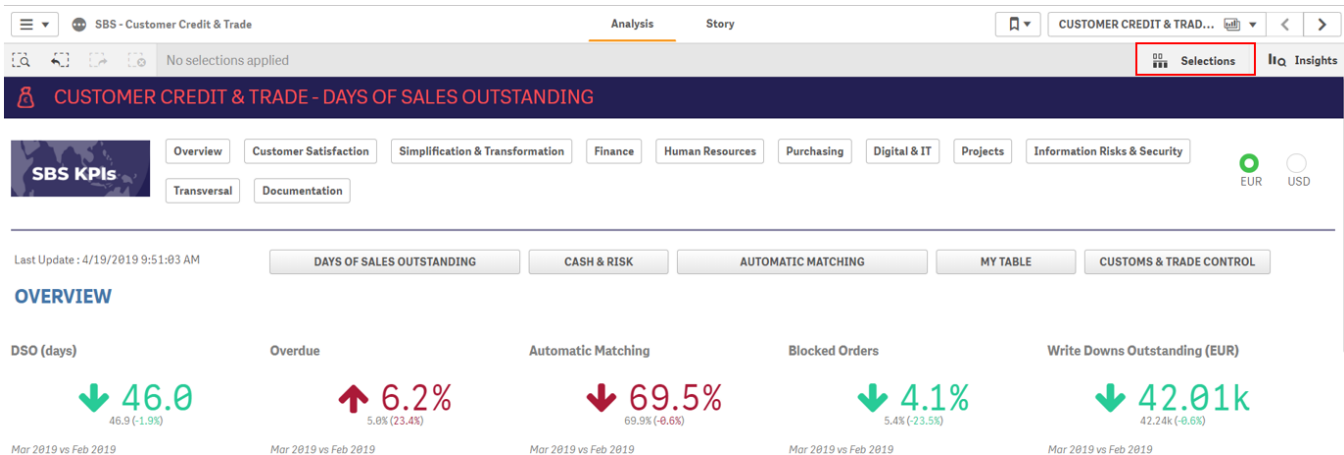 SBS - Customer Credit & Trade
Analysis
Story
CUSTOMER CREDIT & TRAD...
No selections applied
Selections
Insights
CUSTOMER CREDIT & TRADE - DAYS OF SALES OUTSTANDING
SBS KPIs
Overview
Customer Satisfaction
Simplification & Transformation
Finance
Human Resources
Purchasing
Digital & IT
Projects
Information Risks & Security
Transversal
Documentation
EUR
USD
Last Update : 4/19/2019 9:51:03 AM
DAYS OF SALES OUTSTANDING
CASH & RISK
AUTOMATIC MATCHING
MY TABLE
CUSTOMS & TRADE CONTROL
OVERVIEW
DSO (days)
46.0
46.9 (-1.9%)
Mar 2019 vs Feb 2019
Overdue
6.2%
5.0% (23.4%)
Mar 2019 vs Feb 2019
Automatic Matching
69.5%
69.9% (-0.6%)
Mar 2019 vs Feb 2019
Blocked Orders
4.1%
5.4% (-23.5%)
Mar 2019 vs Feb 2019
Write Downs Outstanding (EUR)
42.01k
42.24k (-0.6%)
Mar 2019 vs Feb 2019